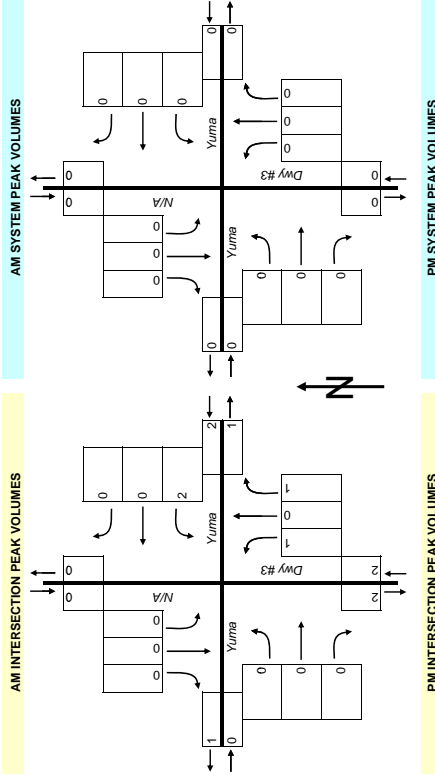 AM INTERSECTION PEAK VOLUMES
0 0
N/A
0 0 0
0
0
2
Yuma
2
1
1
0
Yuma
0
0
0
Dwy #3
1 0 1
2 2
AM SYSTEM PEAK VOLUMES
0 0
N/A
0 0 0
0
0
0
Yuma
0
0
0
0
Yuma
0
0
0
Dwy #3
0 0 0
0 0
N
PM INTERSECTION PEAK VOLUMES
PM SYSTEM PEAK VOLUMES